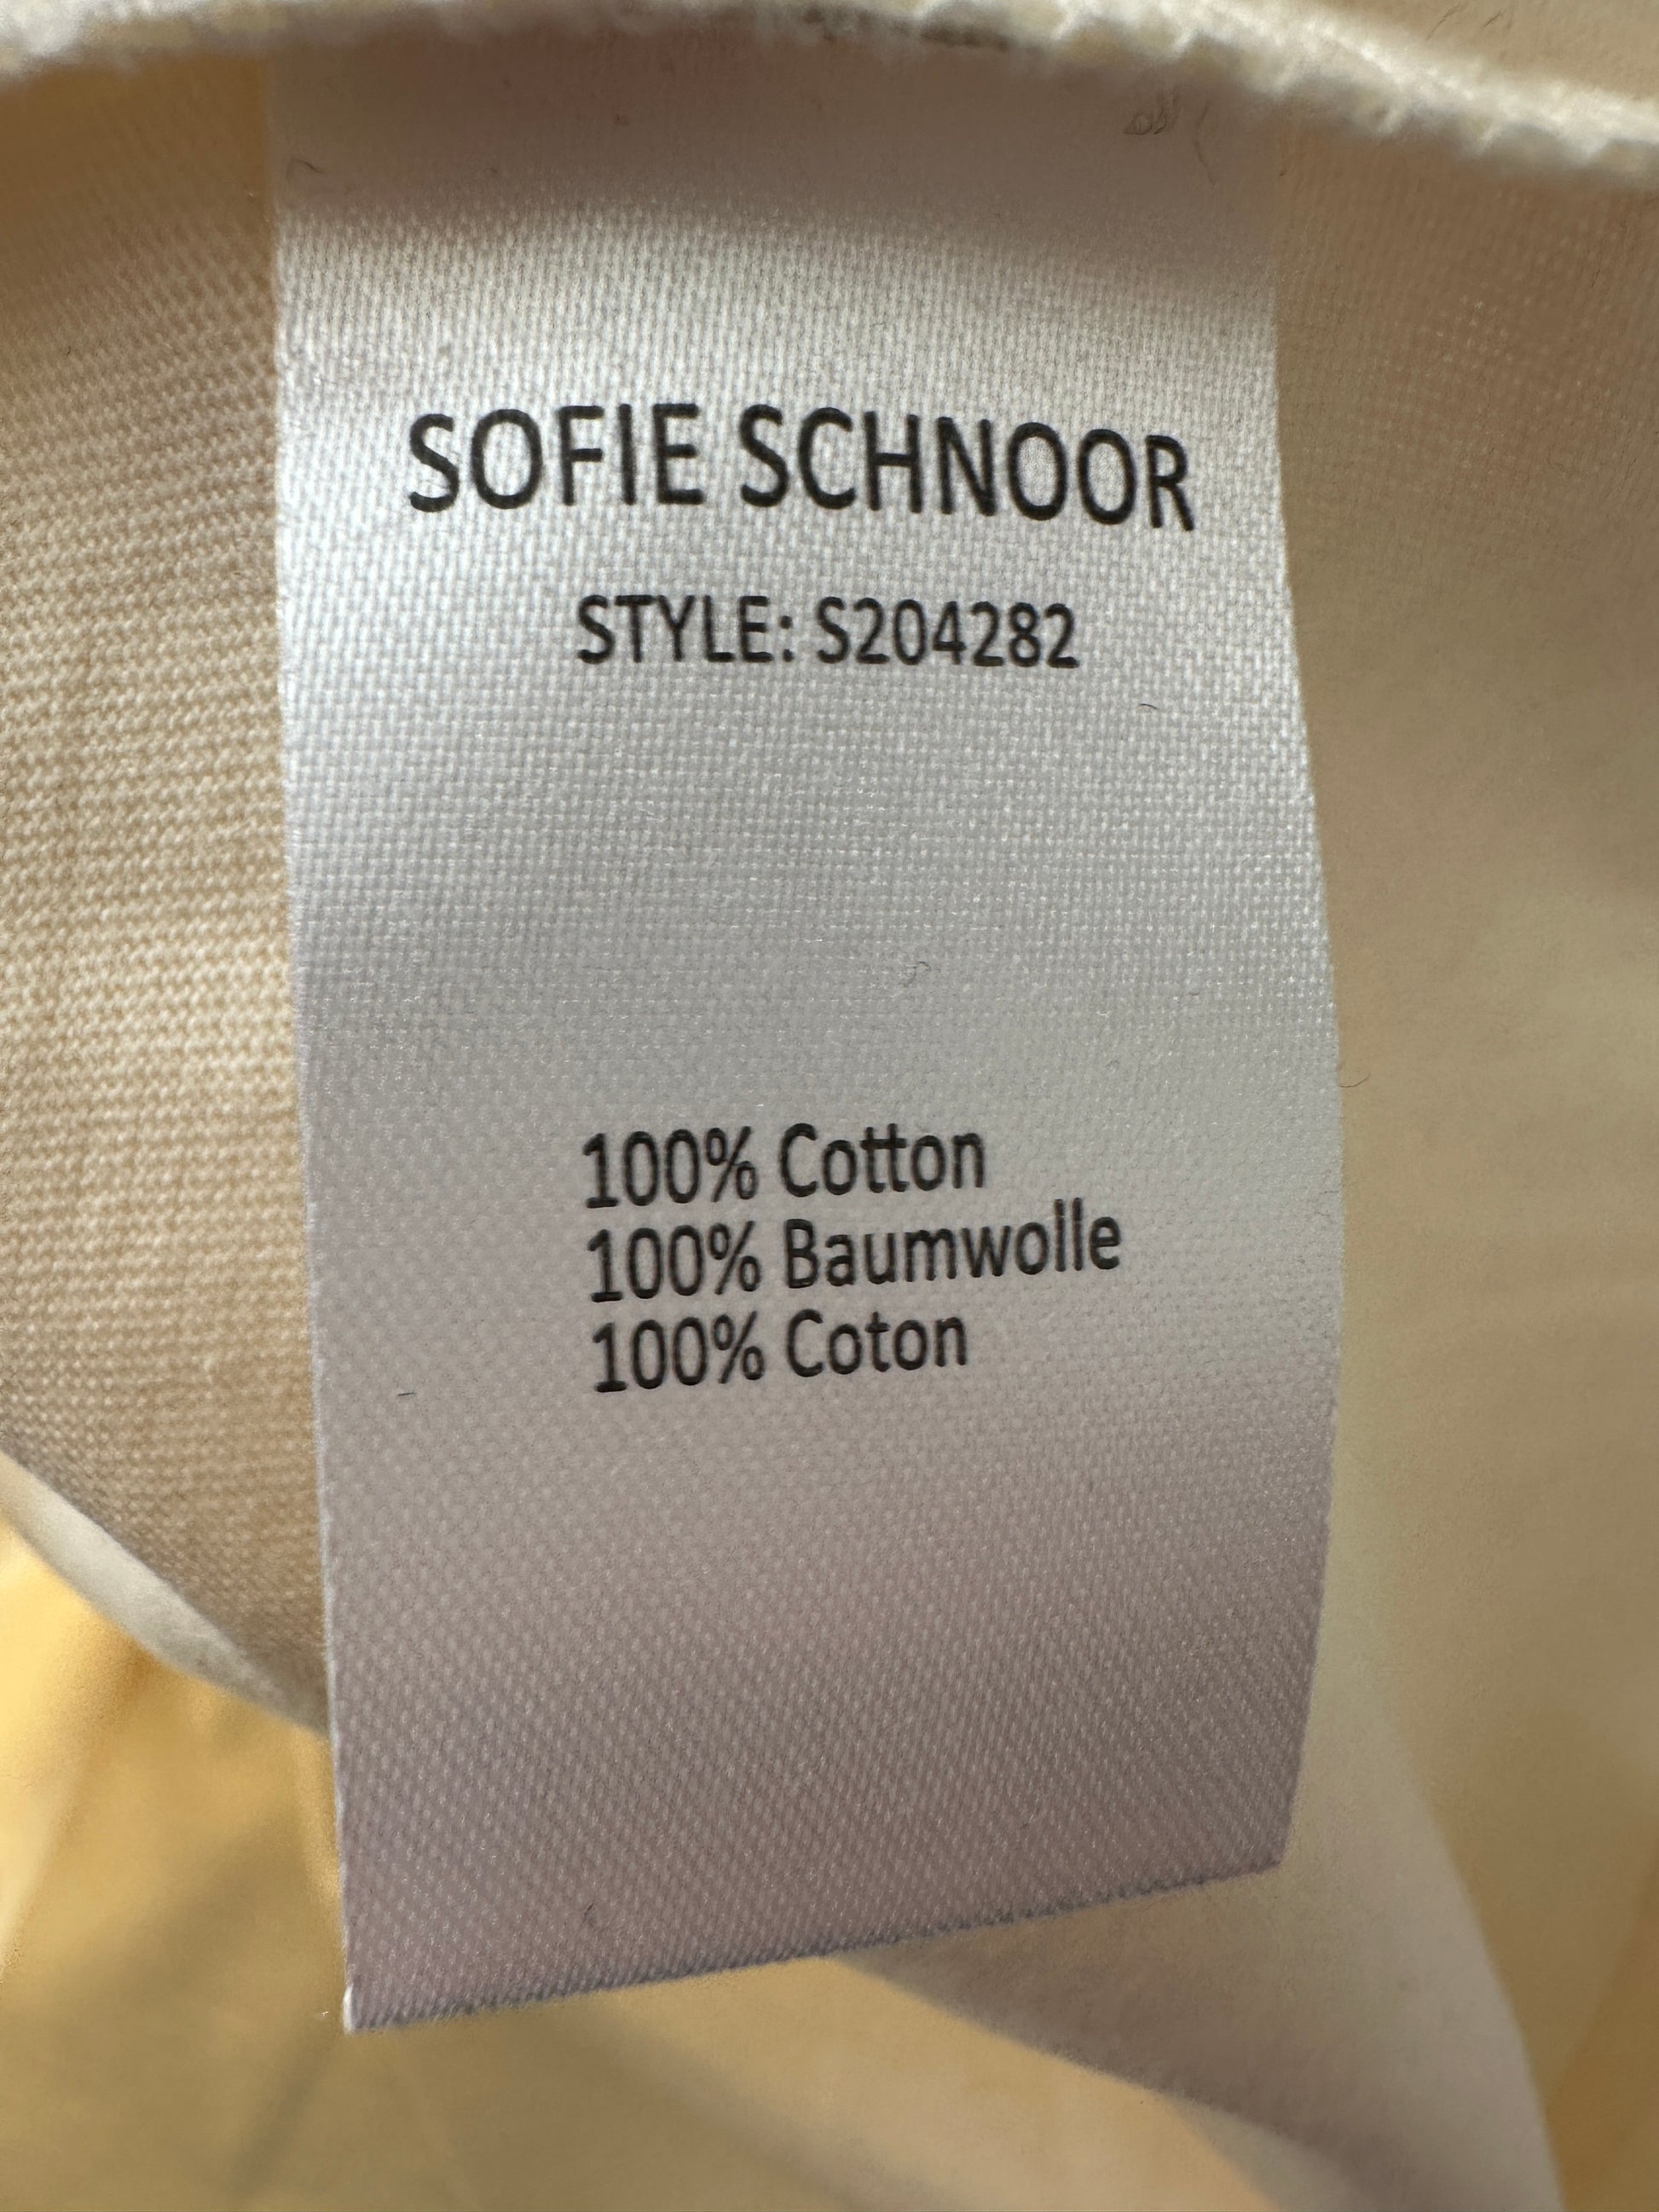 SOFIE SCHNOOR
STYLE: S204282
100% Cotton
100% Baumwolle
100% Coton